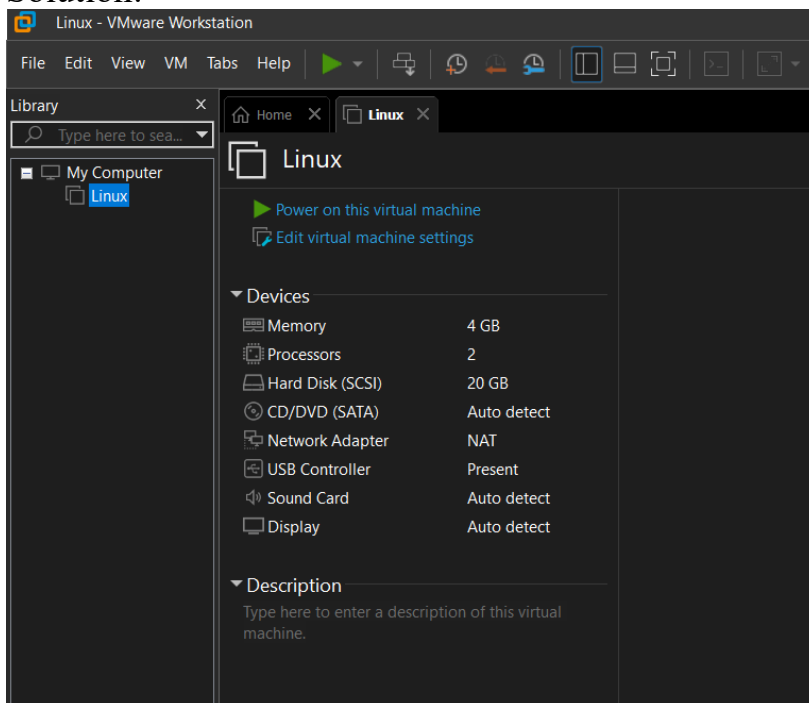 Solution:
Linux - VMware Workstation
File Edit View VM Tabs Help
Library X
Type here to sea...
My Computer
Linux
Home X Linux X
Linux
Power on this virtual machine
Edit virtual machine settings
Devices
Memory 4 GB
Processors 2
Hard Disk (SCSI) 20 GB
CD/DVD (SATA) Auto detect
Network Adapter NAT
USB Controller Present
Sound Card Auto detect
Display Auto detect
Description
Type here to enter a description of this virtual
machine.